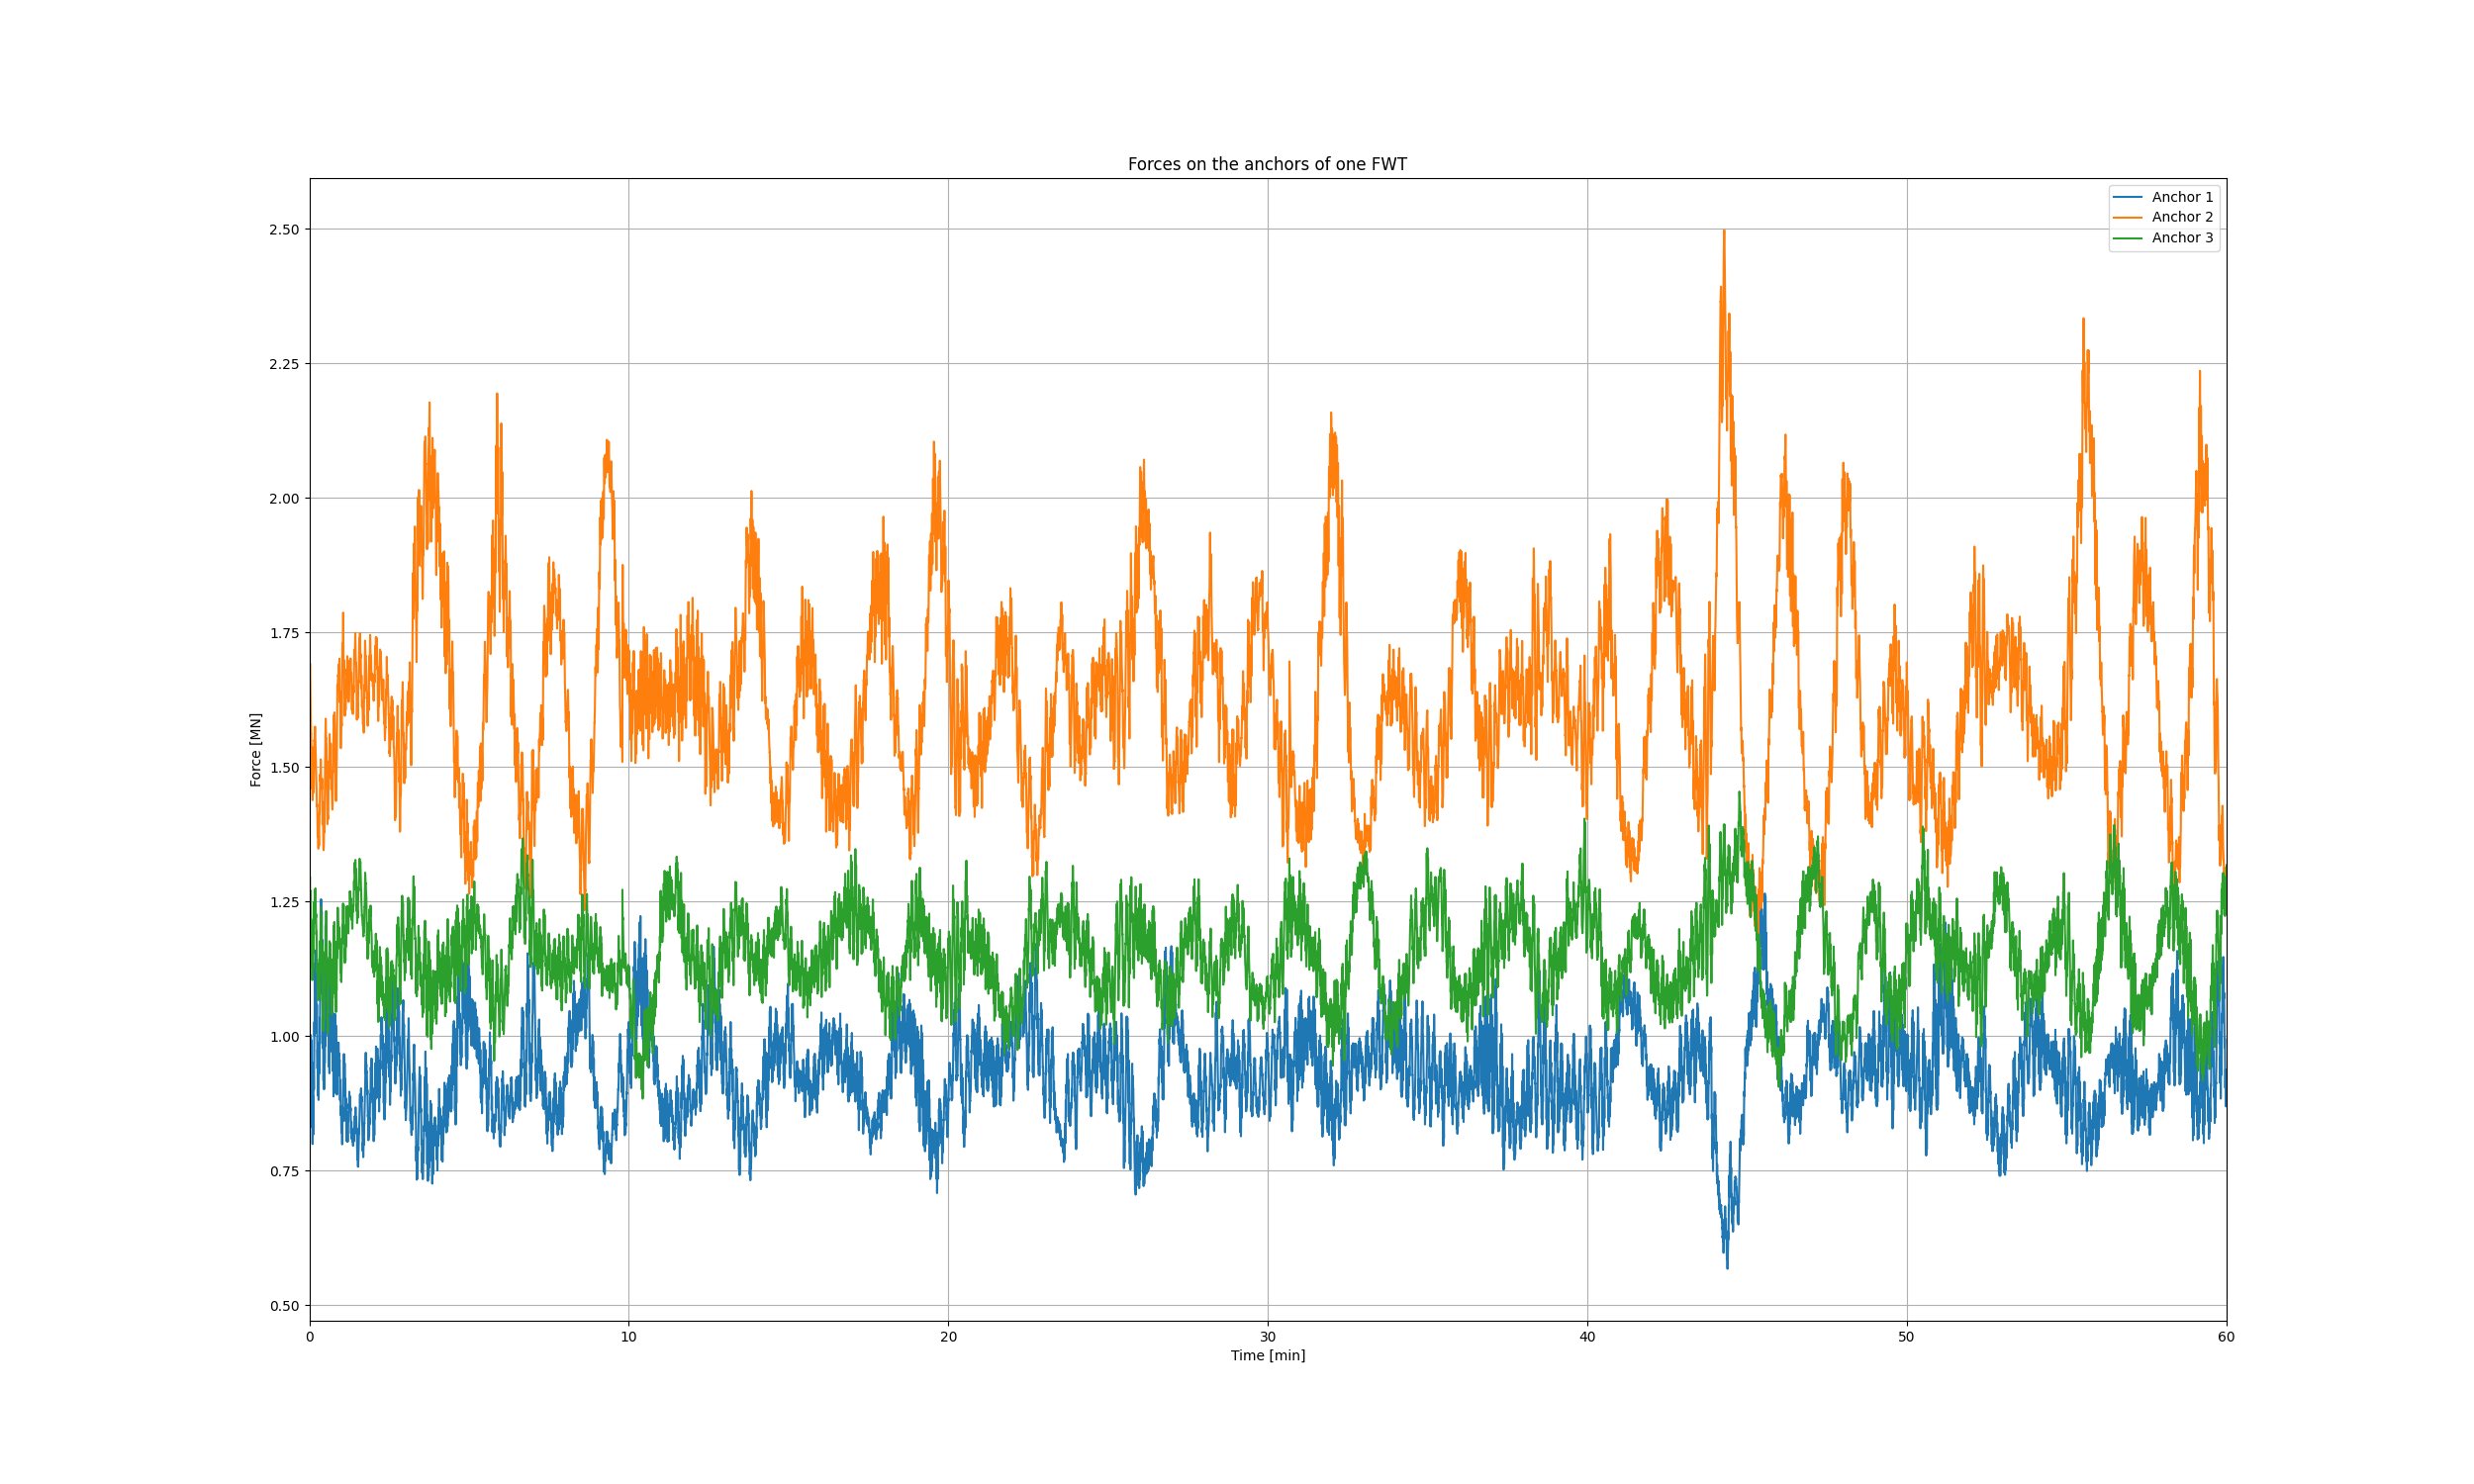 Forces on the anchors of one FWT
Anchor 1
Anchor 2
Anchor 3
2.50
2.25
2.00
1.75
1.50
1.25
1.00
0.75
0.50
Force [MN]
0 10 20 30 40 50 60
Time [min]